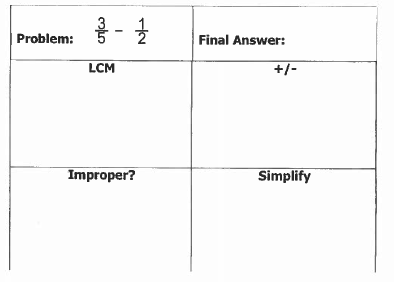 Problem: 3/5 - 1/2
Final Answer:
LCM
+/-
Improper?
Simplify